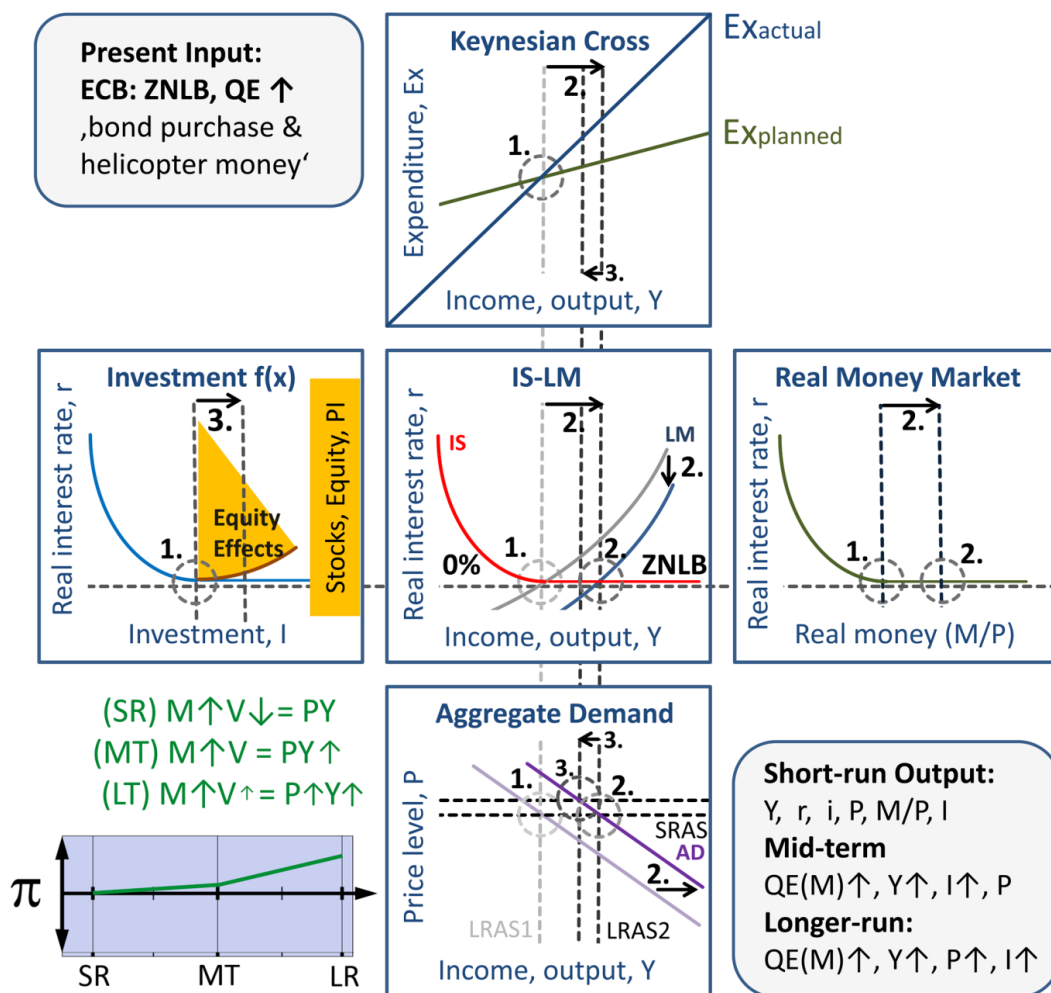 Present Input:
ECB: ZNLB, QE ↑
‚bond purchase &
helicopter money‘
Keynesian Cross
Exactual
Explanned
Expenditure, Ex
2.
1.
3.
Income, output, Y
Investment f(x)
Real interest rate, r
3.
1.
Equity
Effects
Stocks, Equity, PI
Investment, I
IS-LM
Real interest rate, r
2.
IS
LM
2.
1.
2.
0%
ZNLB
Income, output, Y
Real Money Market
Real interest rate, r
2.
1.
2.
Real money (M/P)
(SR) M↑V↓= PY
(MT) M↑V = PY↑
(LT) M↑V↑ = P↑Y↑
π
SR
MT
LR
Aggregate Demand
Price level, P
3.
1.
3.
2.
SRAS
AD
2.
LRAS1
LRAS2
Income, output, Y
Short-run Output:
Y, r, i, P, M/P, I
Mid-term
QE(M)↑, Y↑, I↑, P
Longer-run:
QE(M)↑, Y↑, P↑, I↑